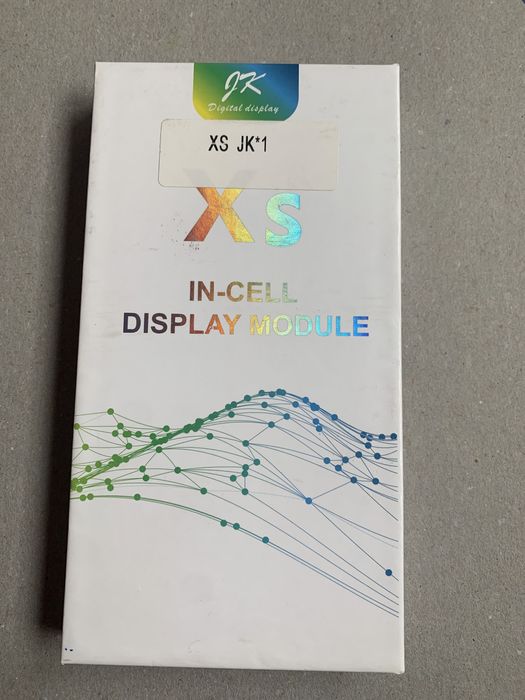 JK
Digital display
XS JK*1
Xs
IN-CELL
DISPLAY MODULE